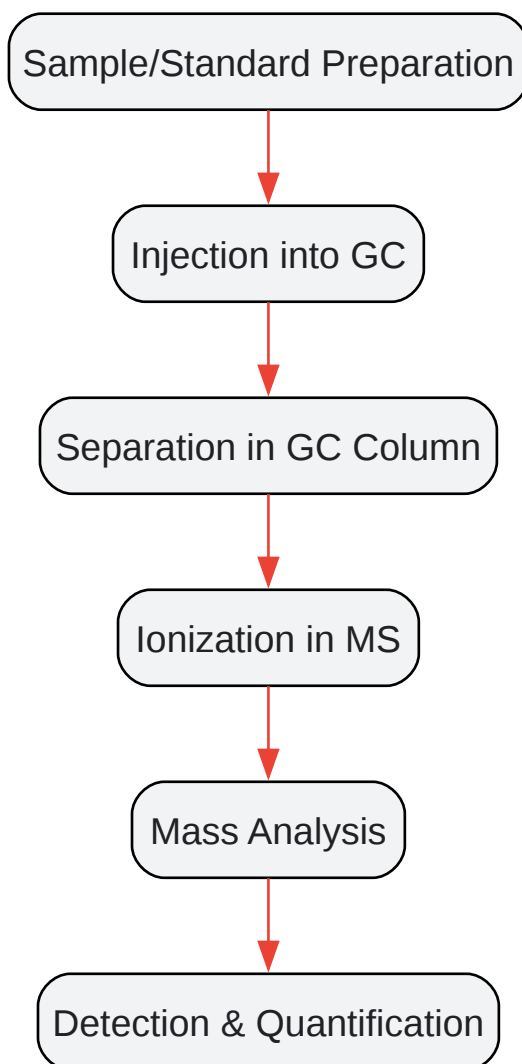 Sample/Standard Preparation
Injection into GC
Separation in GC Column
Ionization in MS
Mass Analysis
Detection & Quantification